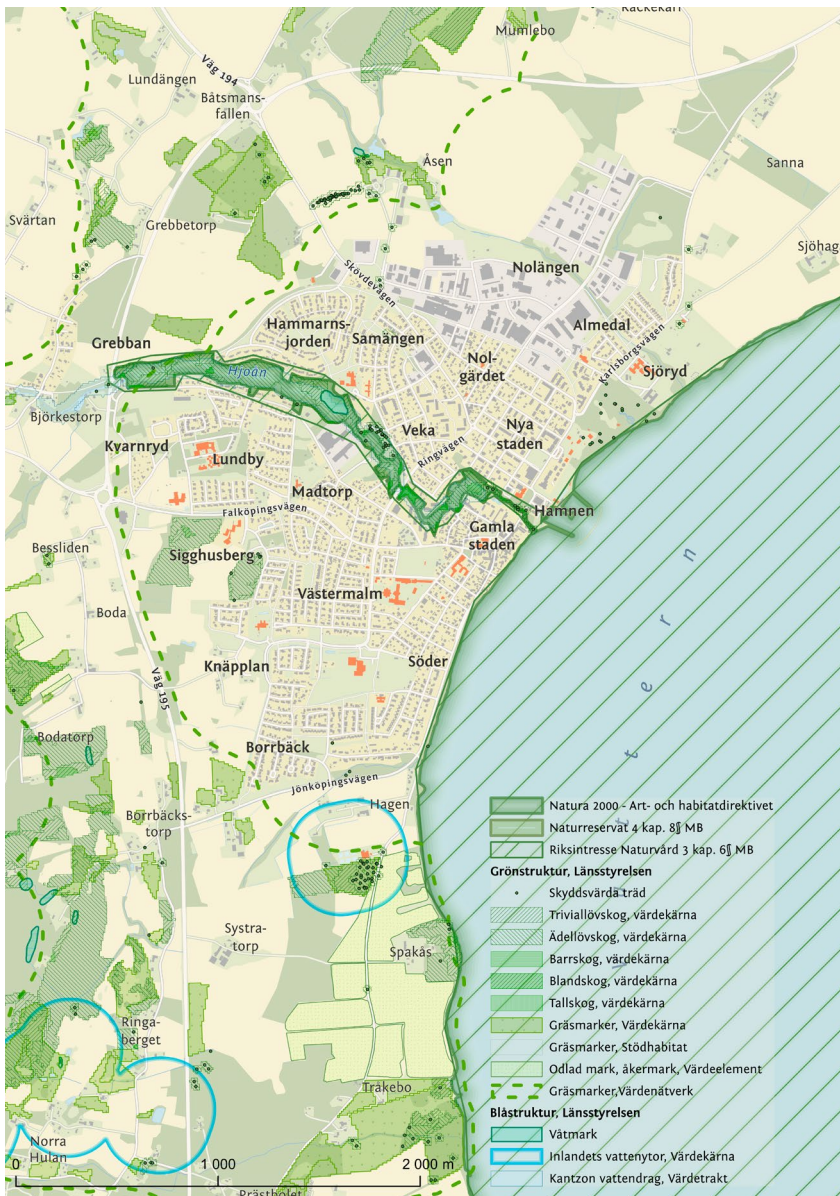 Kackekärr
Mumlebo
Väg 194
Lundängen
Båtsmans-
fallen
Åsen
Sanna
Svärtan
Grebbetorp
Sjöhag
Skövdevägen
Nolängen
Hammarns-
jorden
Samängen
Almedal
Grebban
Nol-
gärdet
Karlsborgsvägen
Sjöryd
Hjoån
Björkestorp
Kvarnryd
Veka
Nya
staden
Ringvägen
Lundby
Madtorp
Falköpingsvägen
Hamnen
Gamla
staden
Bessliden
Sigghusberg
Västermalm
Boda
Knäpplan
Söder
Väg 195
Bodatorp
Borrbäck
Jönköpingsvägen
Hagen
Borrbäcks-
torp
Systra-
torp
Spakås
Ringa-
berget
Trakebo
Norra
Hulan
Prästholet
ttern
Natura 2000 - Art- och habitatdirektivet
Naturreservat 4 kap. 8§ MB
Riksintresse Naturvård 3 kap. 6§ MB
Grönstruktur, Länsstyrelsen
Skyddsvärda träd
Triviallövskog, värdekärna
Ädellövskog, värdekärna
Barrskog, värdekärna
Blandskog, värdekärna
Tallskog, värdekärna
Gräsmarker, Värdekärna
Gräsmarker, Stödhabitat
Odlad mark, åkermark, Värdeelement
Gräsmarker,Värdenätverk
Blåstruktur, Länsstyrelsen
Våtmark
Inlandets vattenytor, Värdekärna
Kantzon vattendrag, Värdetrakt
0 1 000 2 000 m